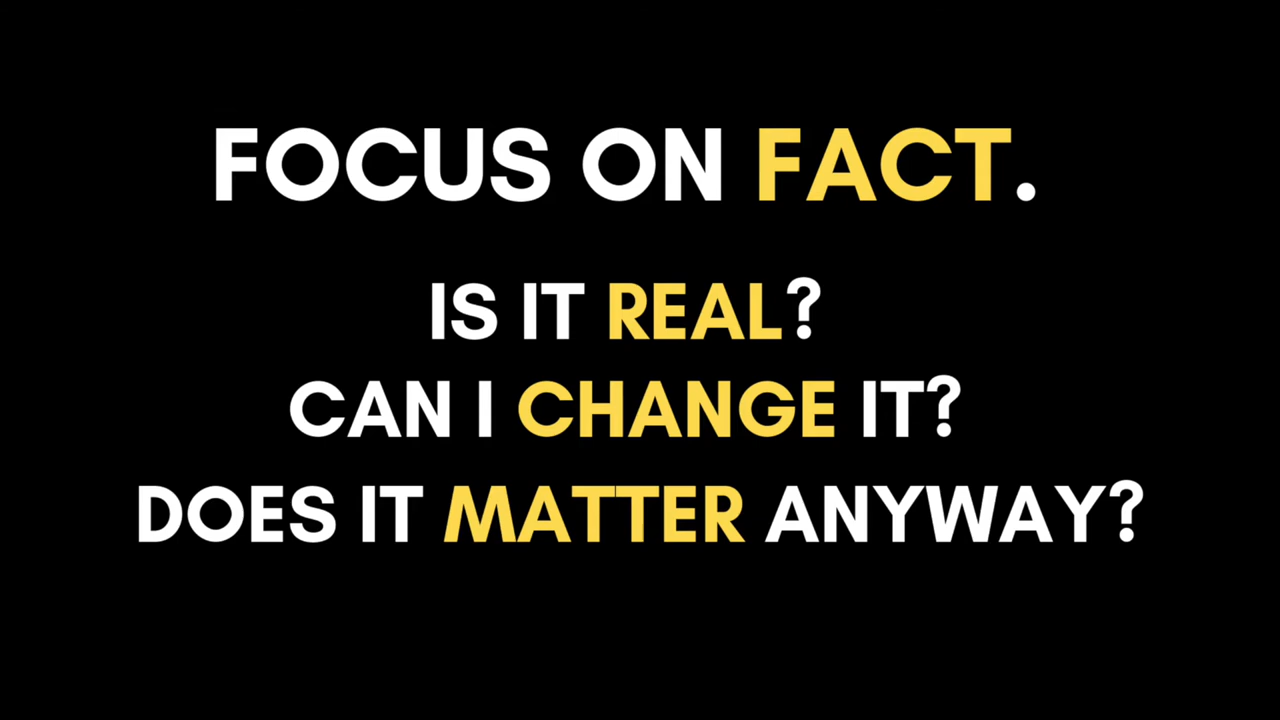 FOCUS ON FACT.
IS IT REAL?
CAN I CHANGE IT?
DOES IT MATTER ANYWAY?